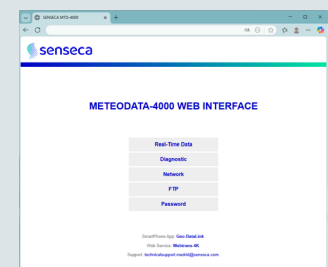 SENSECA MTD-4000
senseca
METEODATA-4000 WEB INTERFACE
Real-Time Data
Diagnostic
Network
FTP
Password
SmartPhone App: Geo-DataLink
Web Service: Webtrans-4K
Support: technicalsupport.madrid@senseca.com